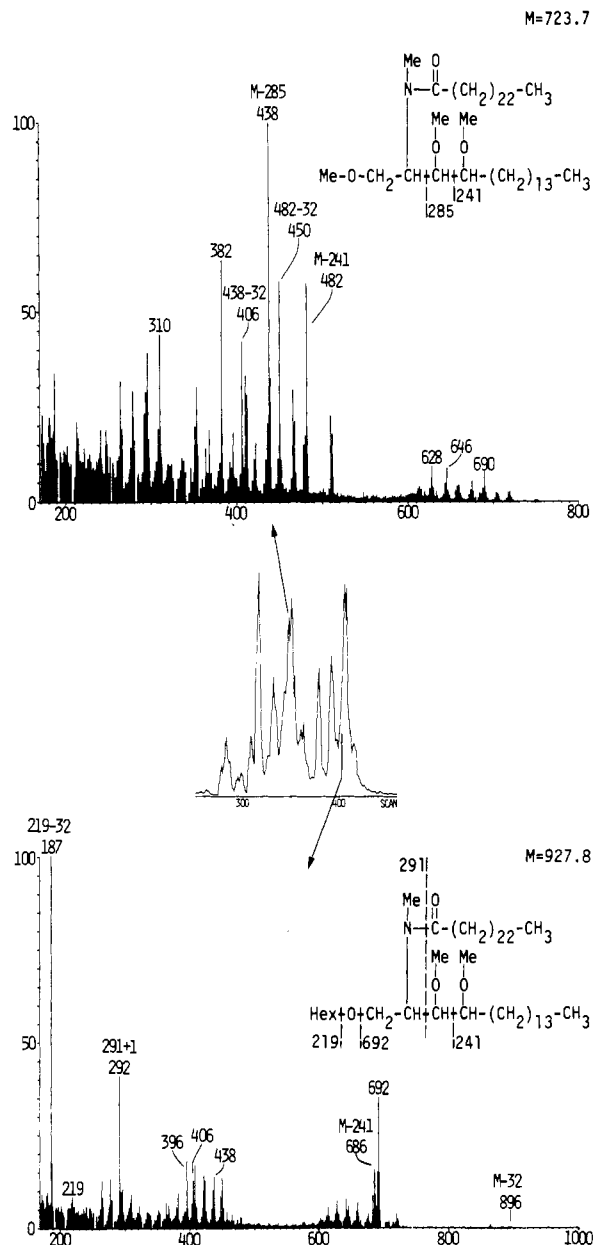 M=723.7
Me O
N-C-(CH2)22-CH3
Me Me
O O
Me-O-CH2-CH-CH-CH-(CH2)13-CH3
285
241
100
50
0
M-285
438
482-32
450
M-241
482
382
438-32
406
310
628
646
690
200 400 600 800
300 400 SCAN
M=927.8
291
Me O
N-C-(CH2)22-CH3
Me Me
O O
Hex-O-CH2-CH-CH-CH-(CH2)13-CH3
219 692 241
219-32
187
100
50
0
291+1
292
219
396
406
438
M-241
686
692
M-32
896
200 400 600 800 1000